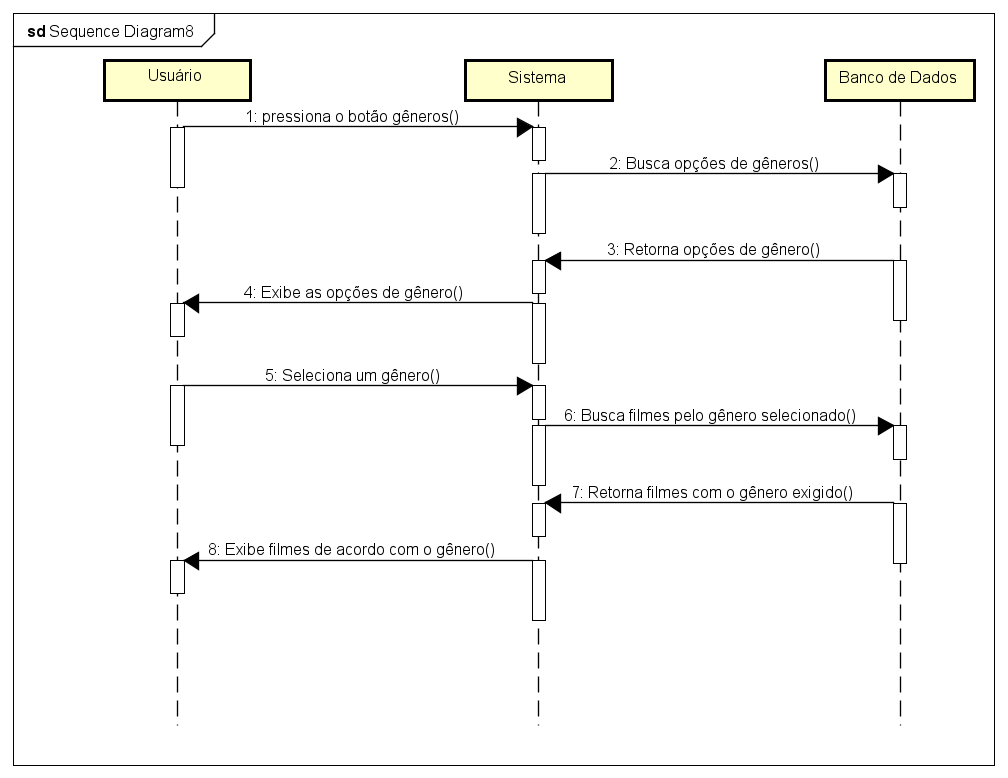 sd Sequence Diagram8
Usuário
Sistema
Banco de Dados
1: pressiona o botão gêneros()
2: Busca opções de gêneros()
3: Retorna opções de gênero()
4: Exibe as opções de gênero()
5: Seleciona um gênero()
6: Busca filmes pelo gênero selecionado()
7: Retorna filmes com o gênero exigido()
8: Exibe filmes de acordo com o gênero()